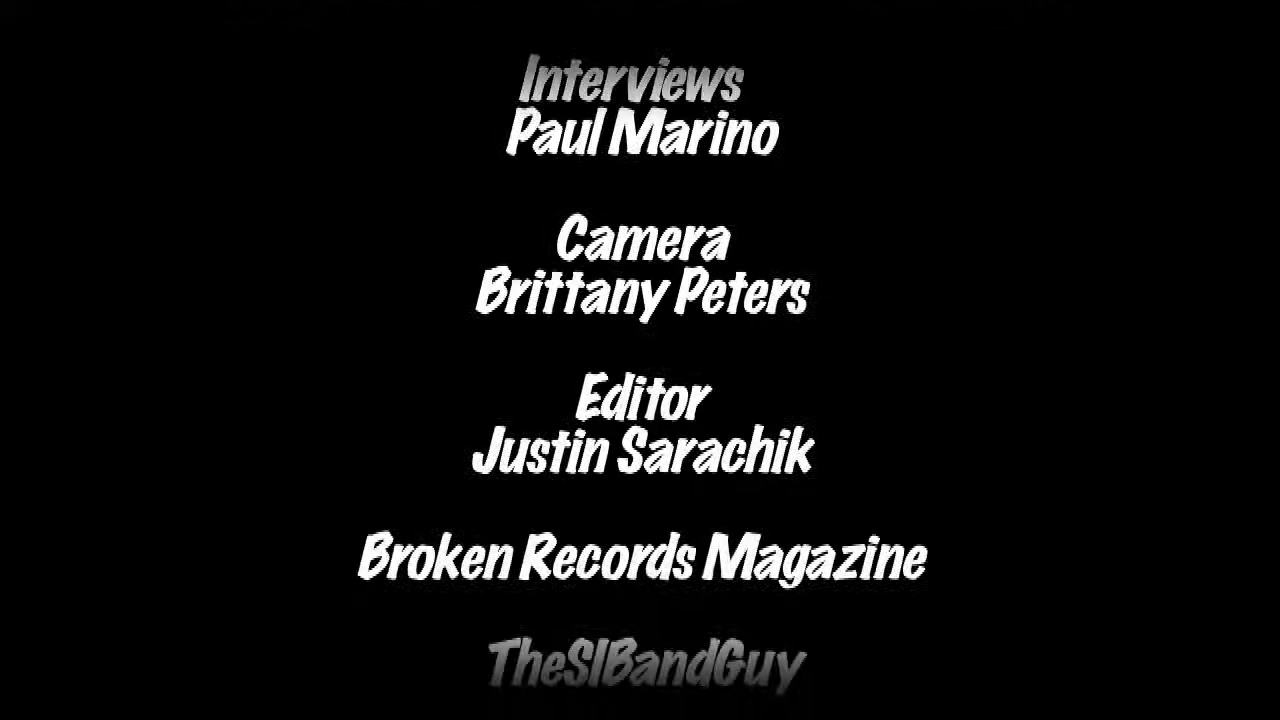 Interviews
Paul Marino
Camera
Brittany Peters
Editor
Justin Sarachik
Broken Records Magazine
TheSIBandGuy